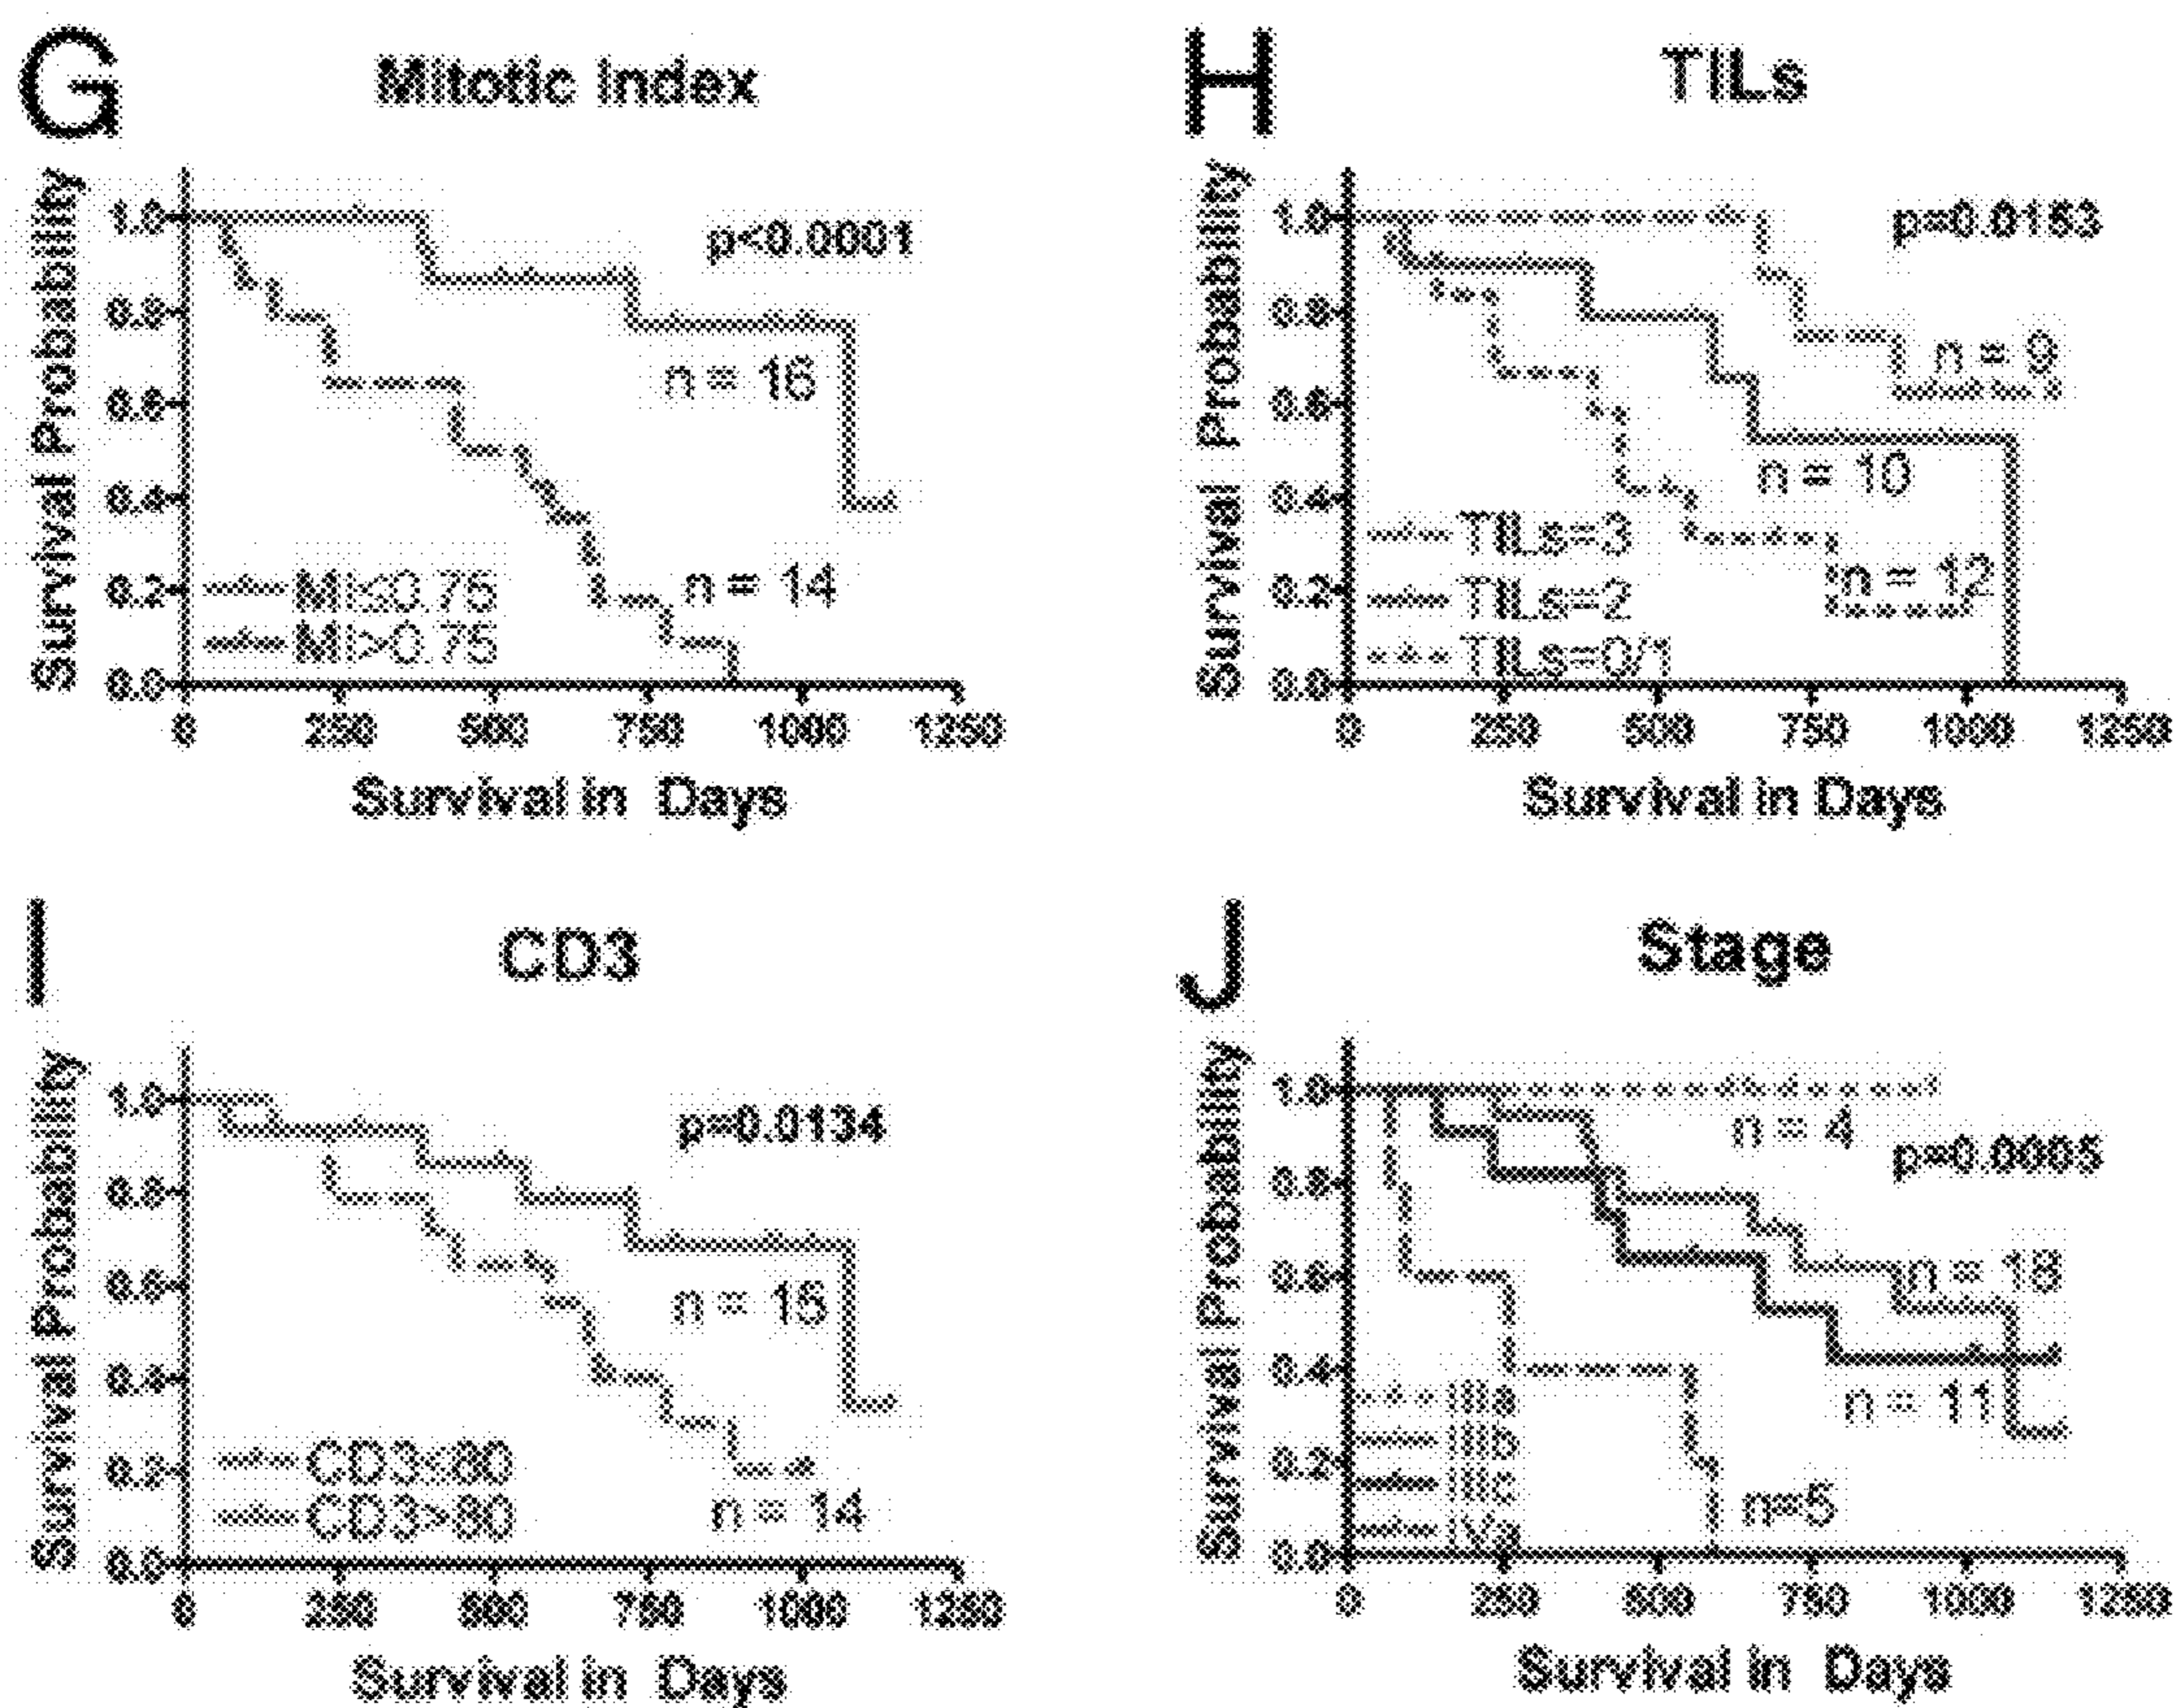 G Mitotic Index
Survival Probability
1.0
0.8
0.6
0.4
0.2
0.0
p<0.0001
n = 16
n = 14
MI≤0.75
MI>0.75
0 250 500 750 1000 1250
Survival in Days
H TILs
Survival Probability
1.0
0.8
0.6
0.4
0.2
0.0
p=0.0153
n = 9
n = 10
n = 12
TILs=3
TILs=2
TILs=0/1
0 250 500 750 1000 1250
Survival in Days
I CD3
Survival Probability
1.0
0.8
0.6
0.4
0.2
0.0
p=0.0134
n = 15
n = 14
CD3≤80
CD3>80
0 250 500 750 1000 1250
Survival in Days
J Stage
Survival Probability
1.0
0.8
0.6
0.4
0.2
0.0
n = 4
p=0.0005
n = 18
n = 11
n=5
IIIa
IIIb
IIIc
IVa
0 250 500 750 1000 1250
Survival in Days